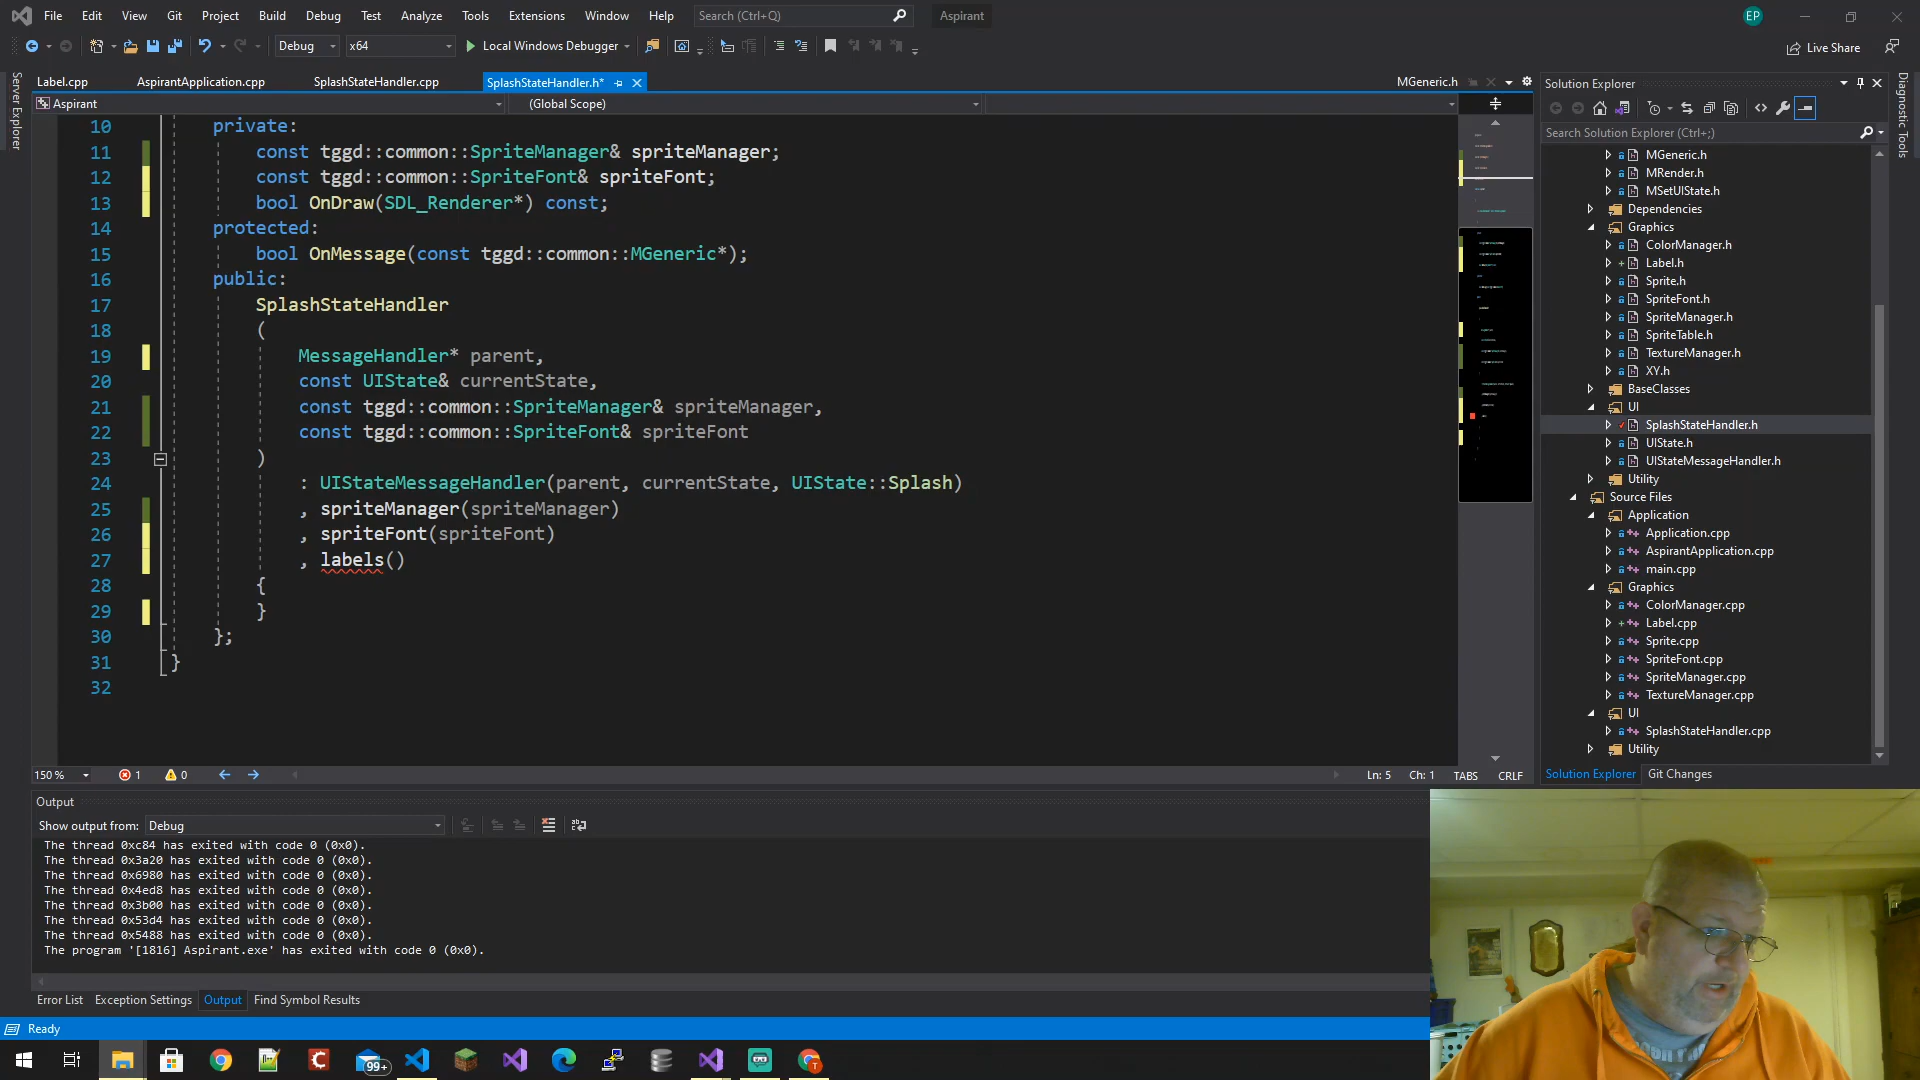 File Edit View Git Project Build Debug Test Analyze Tools Extensions Window Help Search (Ctrl+Q) Aspirant EP
Debug x64 Local Windows Debugger Live Share
Label.cpp AspirantApplication.cpp SplashStateHandler.cpp SplashStateHandler.h* MGeneric.h
Aspirant (Global Scope)
10 private:
11 const tggd::common::SpriteManager& spriteManager;
12 const tggd::common::SpriteFont& spriteFont;
13 bool OnDraw(SDL_Renderer*) const;
14 protected:
15 bool OnMessage(const tggd::common::MGeneric*);
16 public:
17 SplashStateHandler
18 (
19 MessageHandler* parent,
20 const UIState& currentState,
21 const tggd::common::SpriteManager& spriteManager,
22 const tggd::common::SpriteFont& spriteFont
23 )
24 : UIStateMessageHandler(parent, currentState, UIState::Splash)
25 , spriteManager(spriteManager)
26 , spriteFont(spriteFont)
27 , labels()
28 {
29 }
30 };
31 }
32
150 % 1 0 Ln: 5 Ch: 1 TABS CRLF
Server Explorer
Solution Explorer
Search Solution Explorer (Ctrl+;)
MGeneric.h
MRender.h
MSetUIState.h
Dependencies
Graphics
ColorManager.h
Label.h
Sprite.h
SpriteFont.h
SpriteManager.h
SpriteTable.h
TextureManager.h
XY.h
BaseClasses
UI
SplashStateHandler.h
UIState.h
UIStateMessageHandler.h
Utility
Source Files
Application
Application.cpp
AspirantApplication.cpp
main.cpp
Graphics
ColorManager.cpp
Label.cpp
Sprite.cpp
SpriteFont.cpp
SpriteManager.cpp
TextureManager.cpp
UI
SplashStateHandler.cpp
Utility
Solution Explorer Git Changes
Diagnostic Tools
Output
Show output from: Debug
The thread 0xc84 has exited with code 0 (0x0).
The thread 0x3a20 has exited with code 0 (0x0).
The thread 0x6980 has exited with code 0 (0x0).
The thread 0x4ed8 has exited with code 0 (0x0).
The thread 0x3b00 has exited with code 0 (0x0).
The thread 0x53d4 has exited with code 0 (0x0).
The thread 0x5488 has exited with code 0 (0x0).
The program '[1816] Aspirant.exe' has exited with code 0 (0x0).
Error List Exception Settings Output Find Symbol Results
Ready
99+